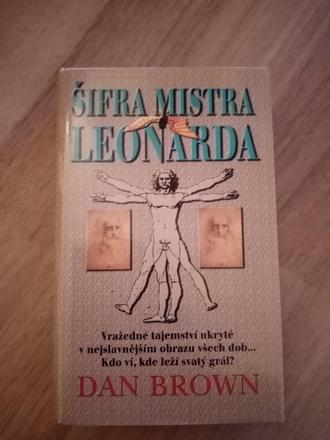 ŠIFRA MISTRA
LEONARDA
Vražedné tajemství ukryté
v nejslavnějším obrazu všech dob...
Kdo ví, kde leží svatý grál?
DAN BROWN